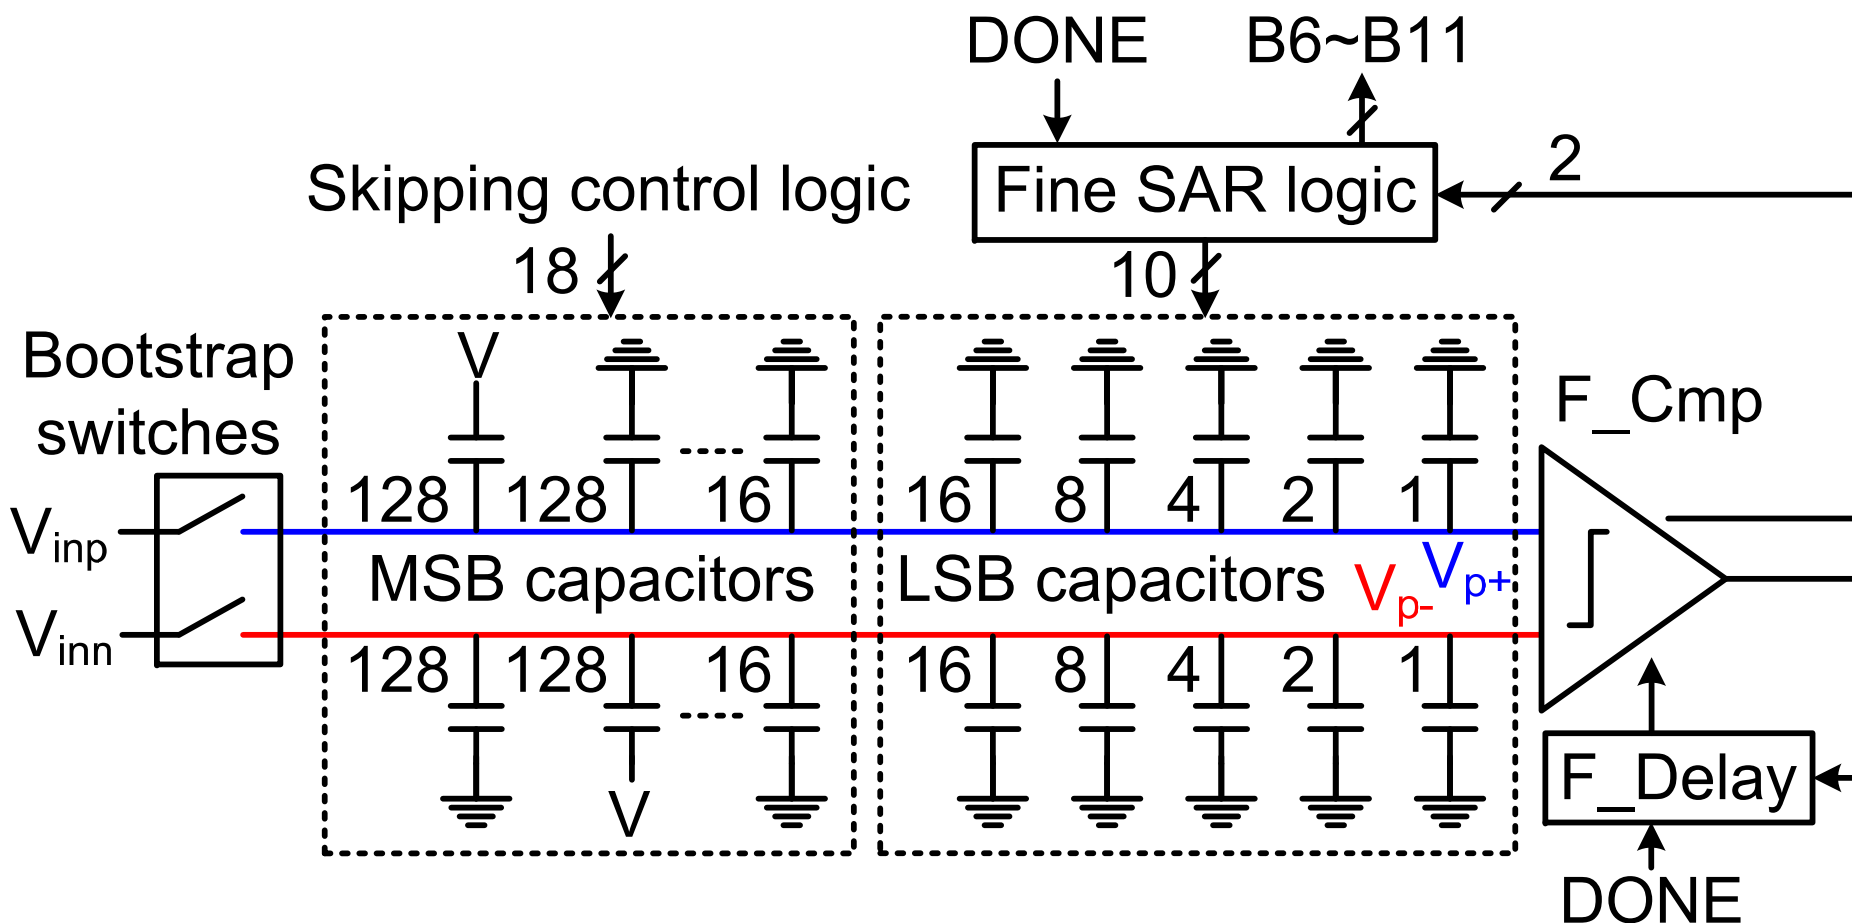 DONE B6~B11
Skipping control logic
Fine SAR logic
2
18
10
Bootstrap
switches
V
F_Cmp
128 128 16 16 8 4 2 1
Vinp
MSB capacitors
LSB capacitors
Vp- Vp+
Vinn
128 128 16 16 8 4 2 1
V
F_Delay
DONE